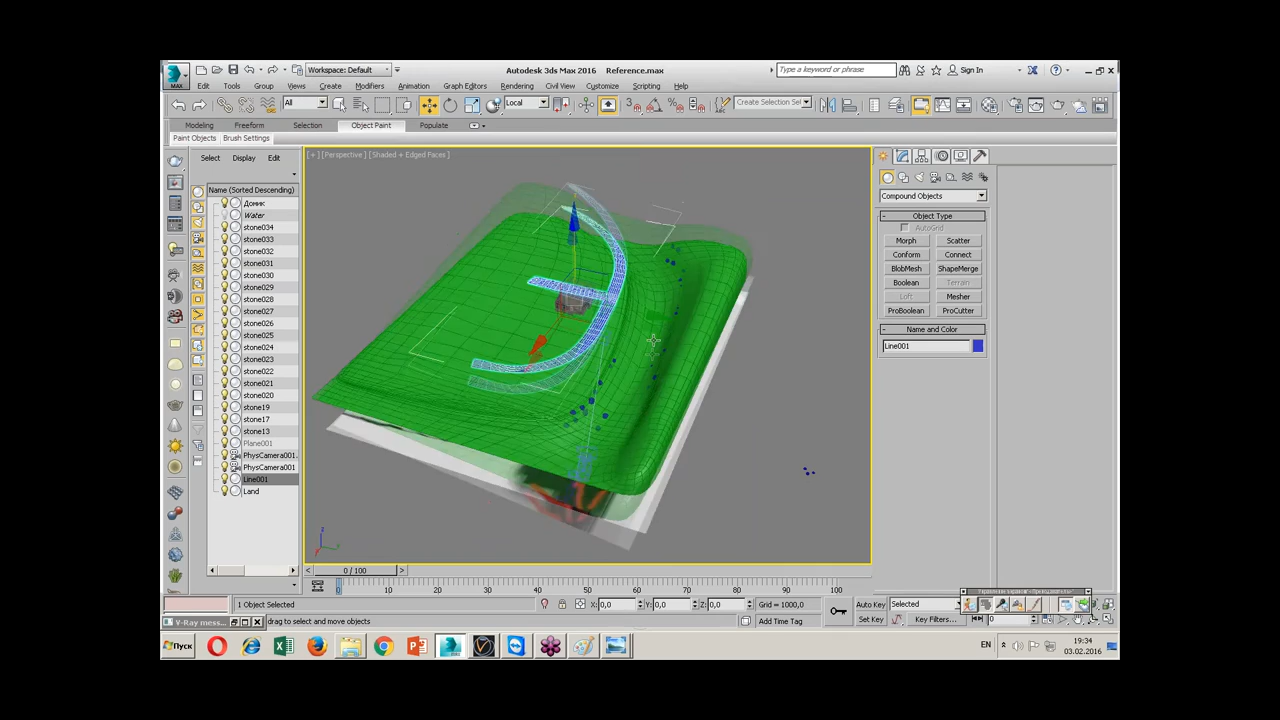 MAX
Workspace: Default
Autodesk 3ds Max 2016 Reference.max
Type a keyword or phrase
Sign In
Edit Tools Group Views Create Modifiers Animation Graph Editors Rendering Civil View Customize Scripting Help
All
Local
Create Selection Set
Modeling Freeform Selection Object Paint Populate
Paint Objects Brush Settings
Select Display Edit
[+] [Perspective] [Shaded + Edged Faces]
Name (Sorted Descending)
Домик
Water
stone034
stone033
stone032
stone031
stone030
stone029
stone028
stone027
stone026
stone025
stone024
stone023
stone022
stone021
stone020
stone19
stone17
stone13
Plane001
PhysCamera001.
PhysCamera001
Line001
Land
Compound Objects
- Object Type
AutoGrid
Morph Scatter
Conform Connect
BlobMesh ShapeMerge
Boolean Terrain
Loft Mesher
ProBoolean ProCutter
- Name and Color
Line001
< 0 / 100 >
0 10 20 30 40 50 60 70 80 90 100
1 Object Selected
X: 0,0 Y: 0,0 Z: 0,0
Grid = 1000,0
Auto Key Selected
V-Ray mess...
drag to select and move objects
Add Time Tag
Set Key Key Filters... 0
Пуск
EN
19:34
03.02.2016